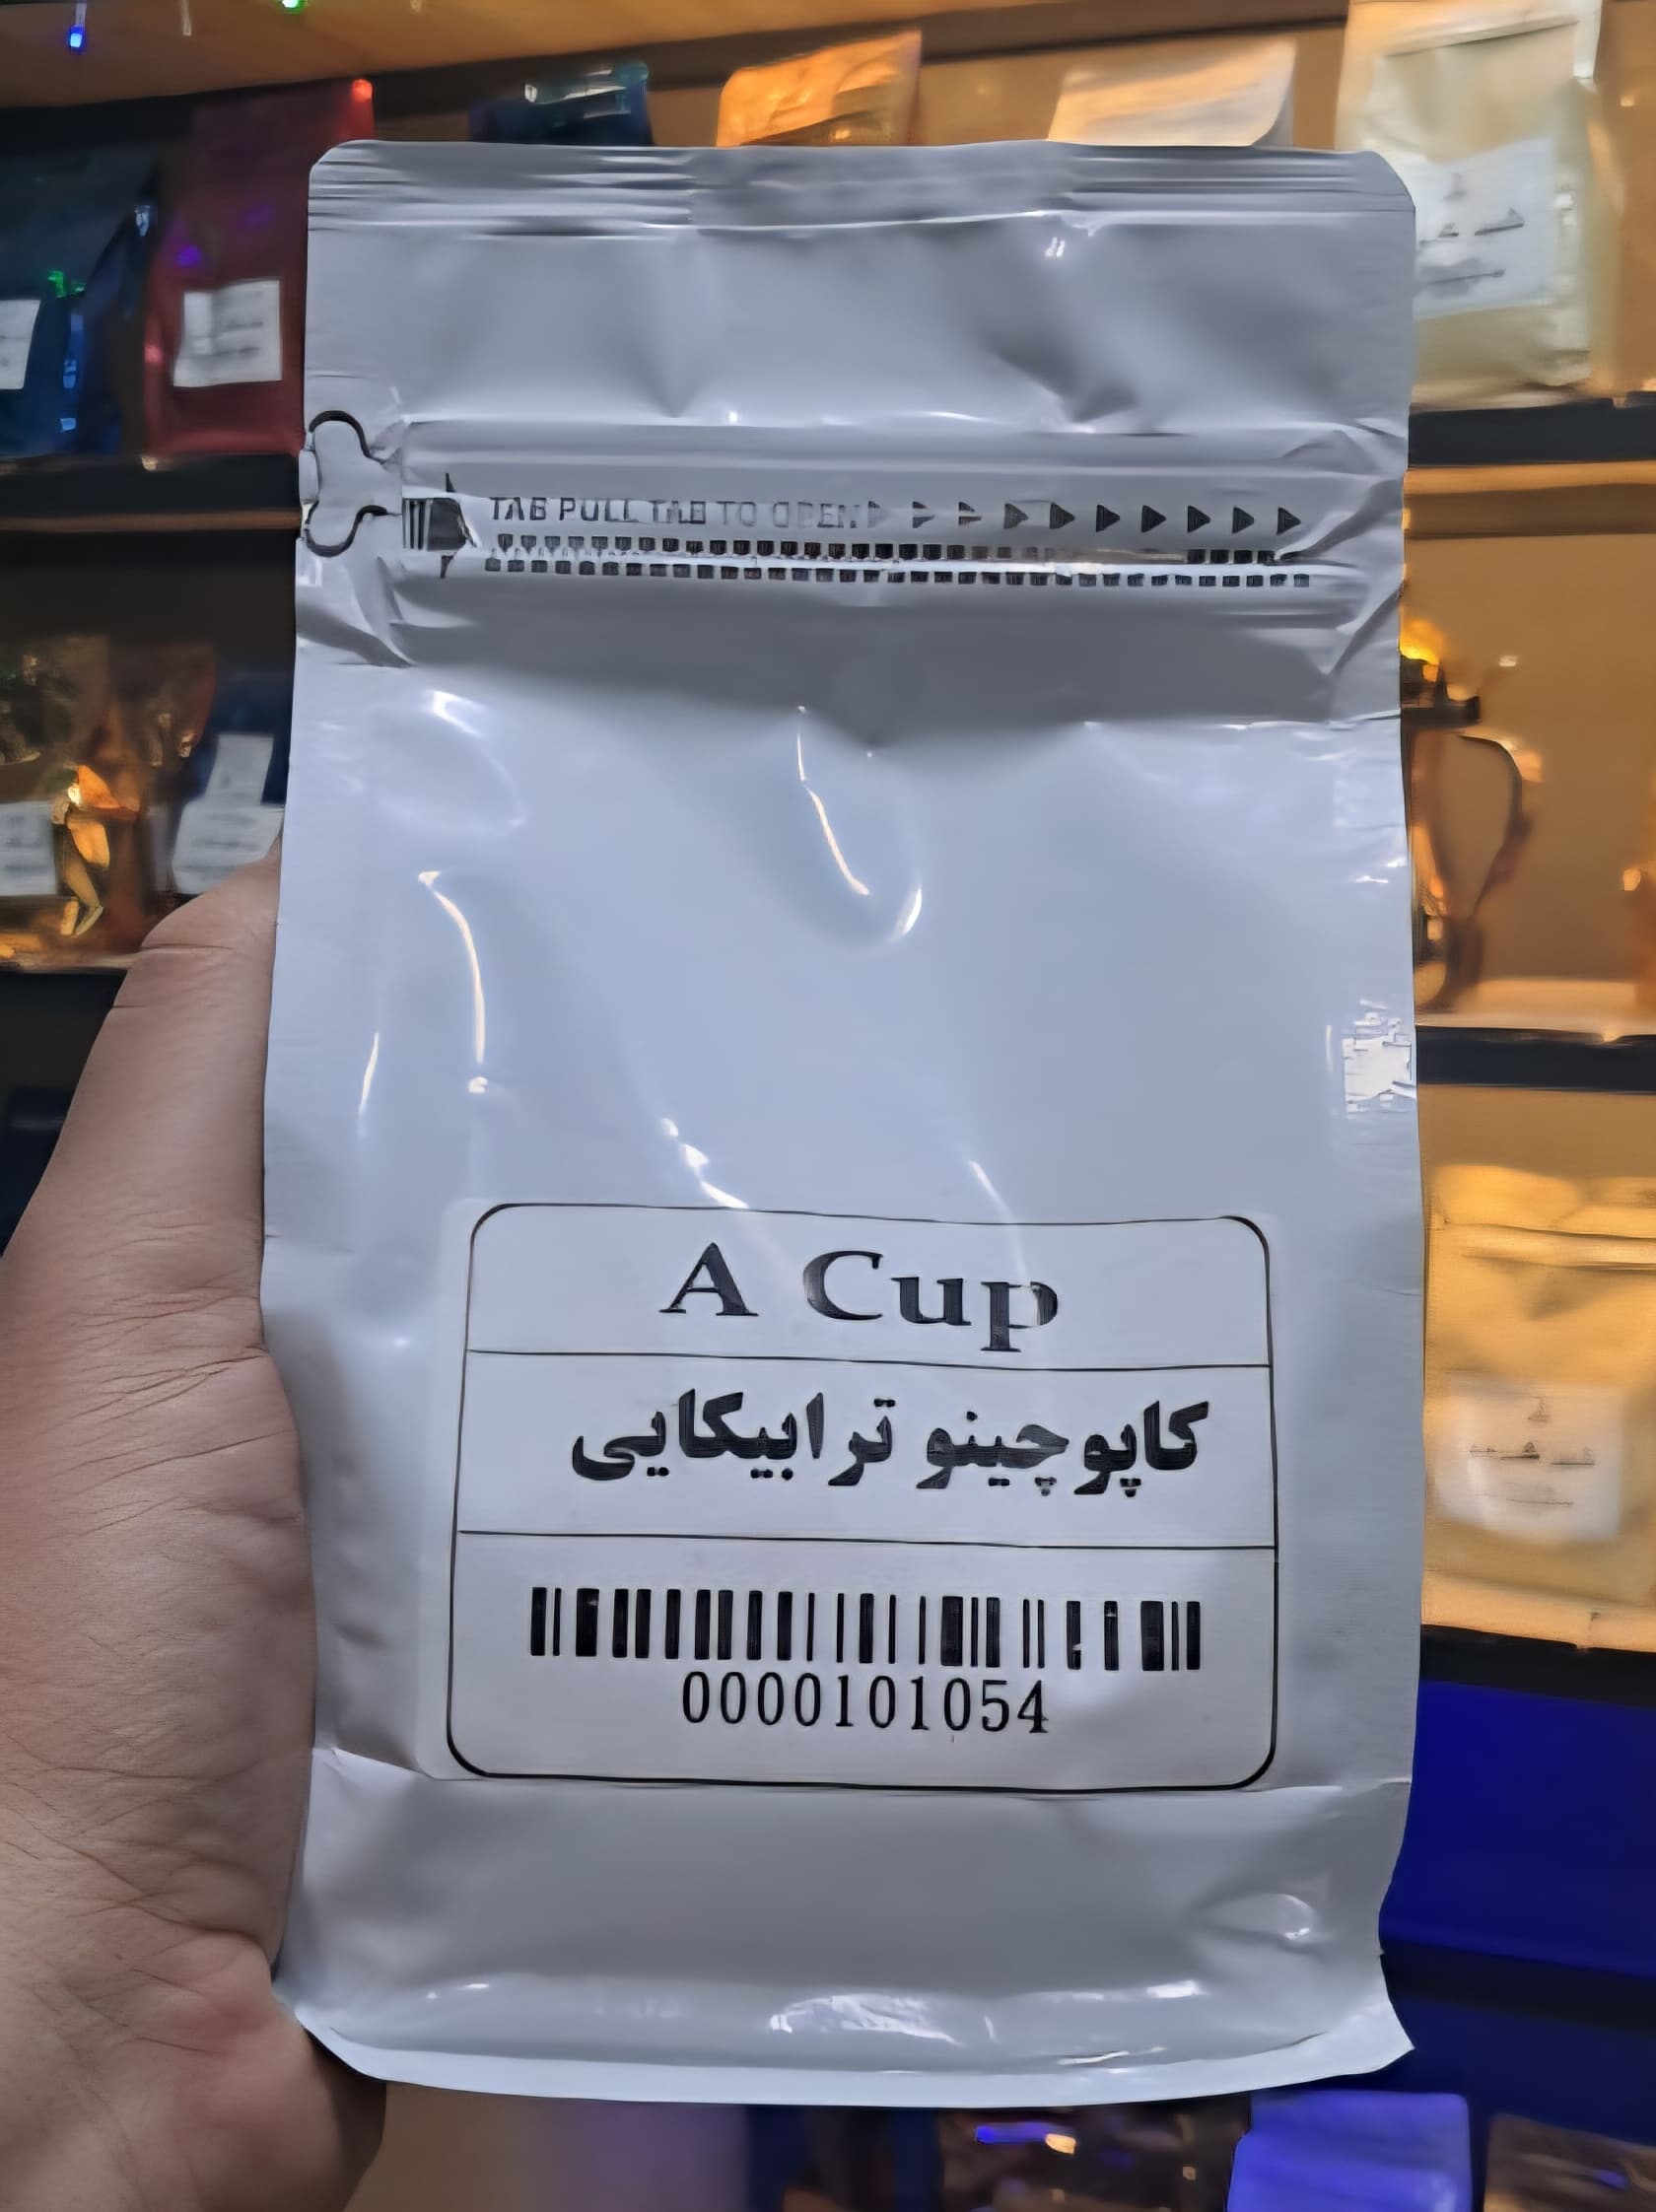 TAB PULL TAB TO OPEN
A Cup
کاپوچینو ترابیکایی
0000101054